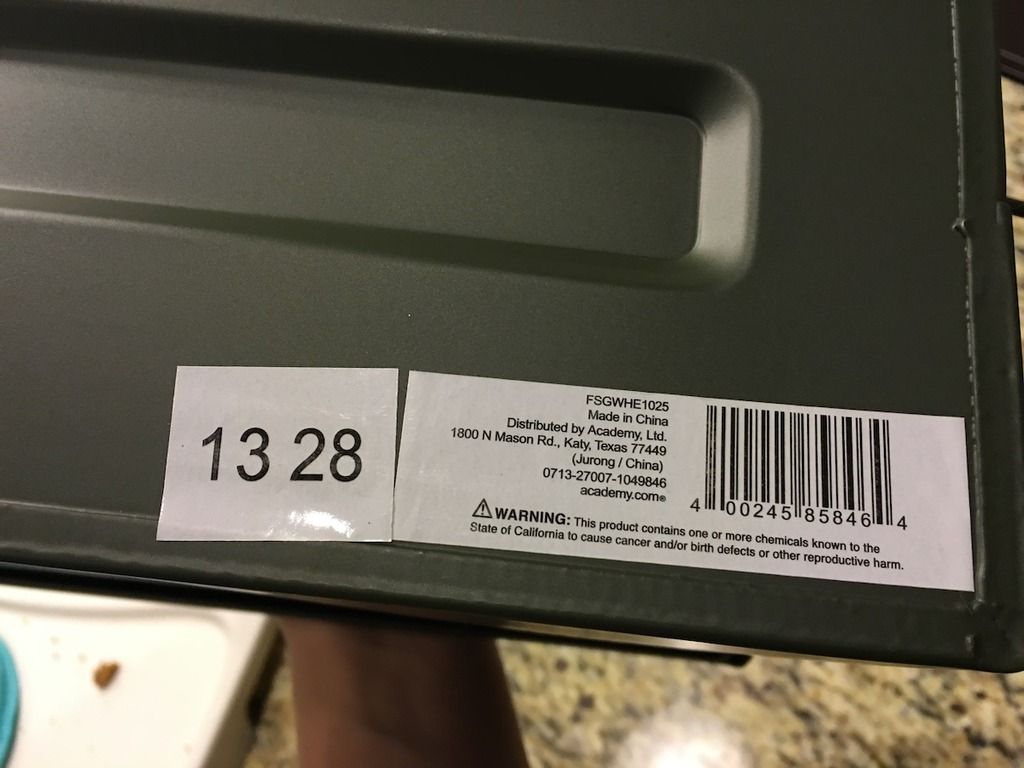 13 28
FSGWHE1025
Made in China
Distributed by Academy, Ltd.
1800 N Mason Rd., Katy, Texas 77449
(Jurong / China)
0713-27007-1049846
academy.com®
4 00245 85846 4
WARNING: This product contains one or more chemicals known to the
State of California to cause cancer and/or birth defects or other reproductive harm.